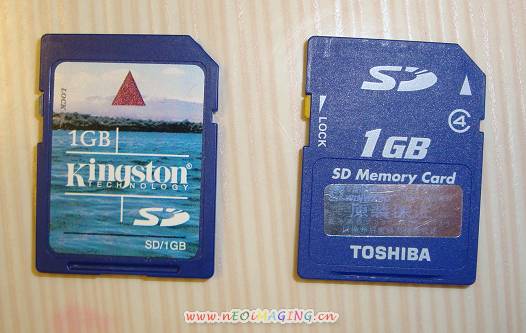 LOCK
1GB
Kingston
TECHNOLOGY
SD
SD/1GB
SD
4
LOCK
1GB
SD Memory Card
TOSHIBA
www.nEOiMAGiNG.cn